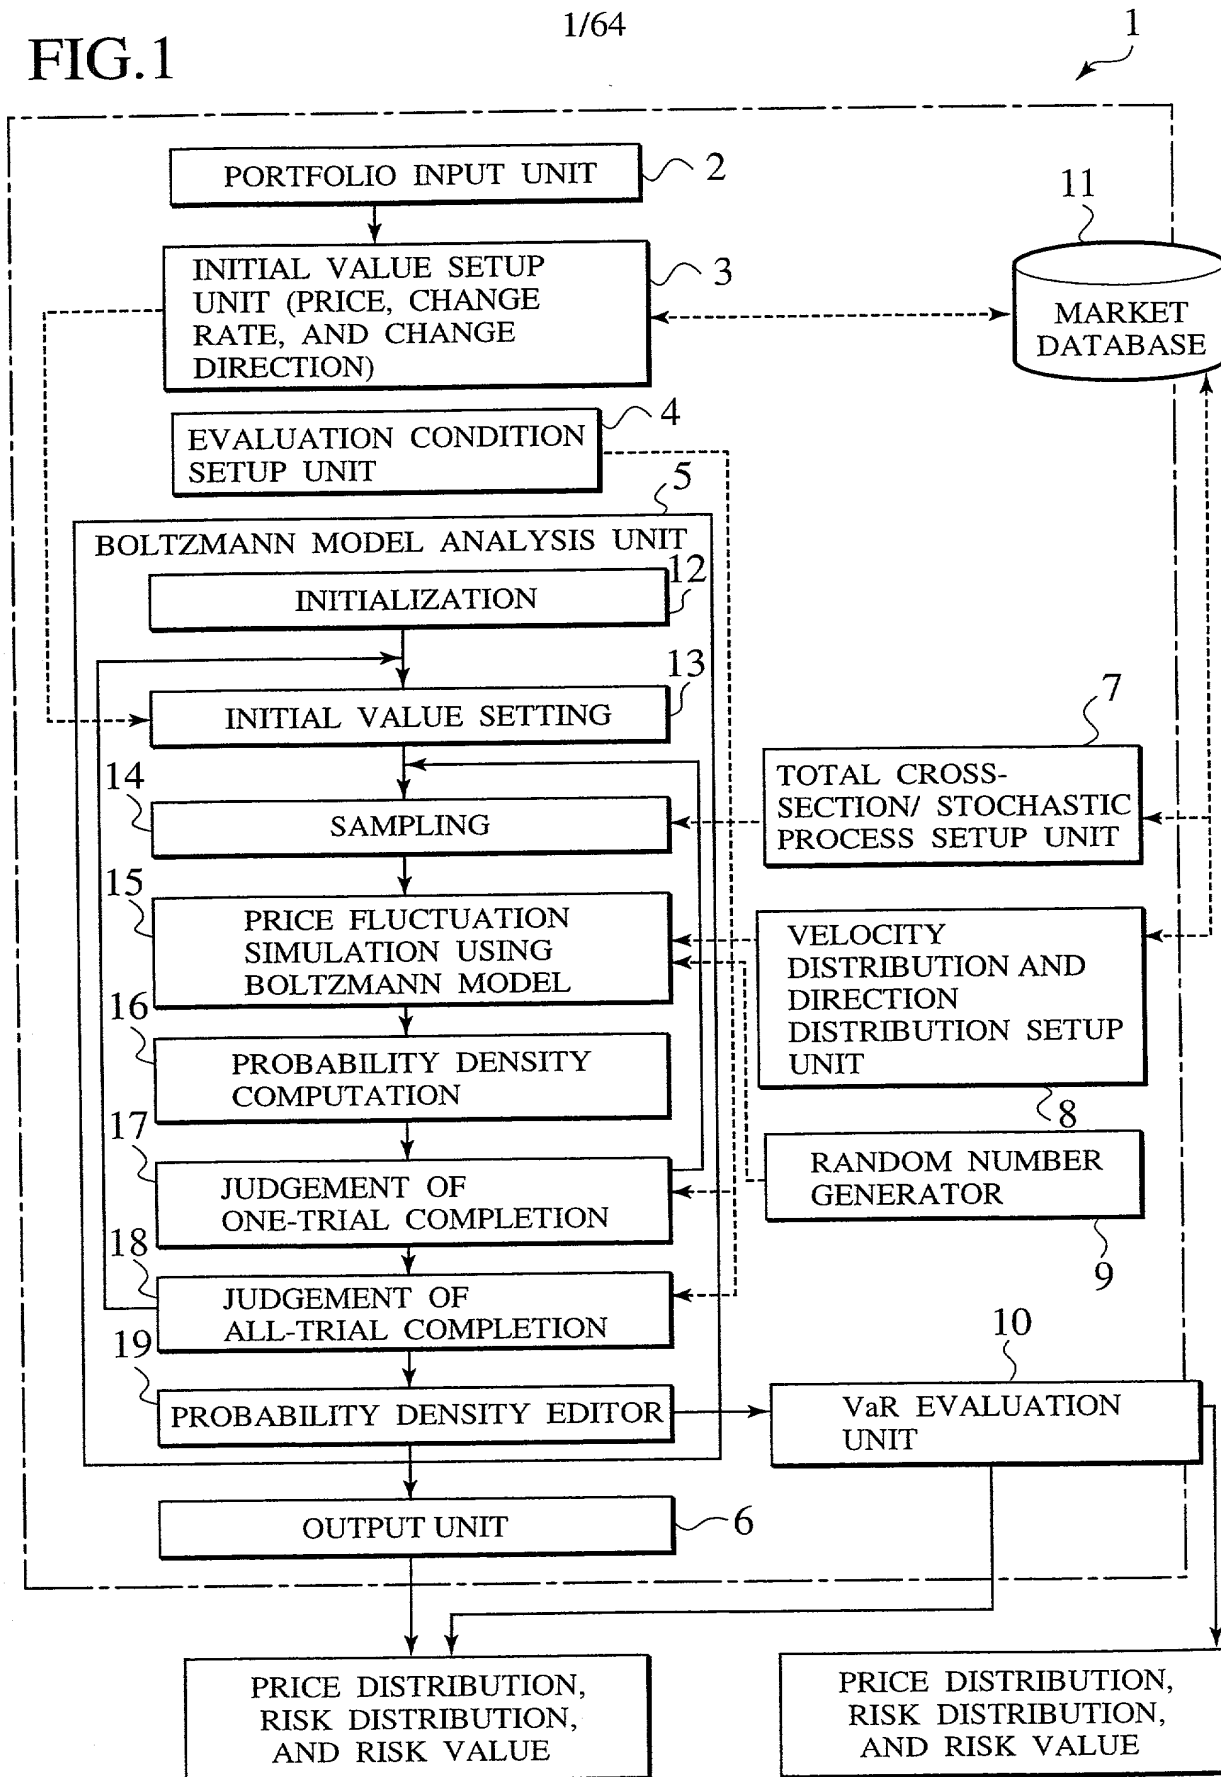 1/64
1
FIG.1
PORTFOLIO INPUT UNIT
2
11
INITIAL VALUE SETUP
UNIT (PRICE, CHANGE
RATE, AND CHANGE
DIRECTION)
3
MARKET
DATABASE
4
EVALUATION CONDITION
SETUP UNIT
5
BOLTZMANN MODEL ANALYSIS UNIT
12
INITIALIZATION
13
INITIAL VALUE SETTING
7
14
SAMPLING
TOTAL CROSS-
SECTION/ STOCHASTIC
PROCESS SETUP UNIT
15
PRICE FLUCTUATION
SIMULATION USING
BOLTZMANN MODEL
VELOCITY
DISTRIBUTION AND
DIRECTION
DISTRIBUTION SETUP
UNIT
8
16
PROBABILITY DENSITY
COMPUTATION
17
JUDGEMENT OF
ONE-TRIAL COMPLETION
RANDOM NUMBER
GENERATOR
9
18
JUDGEMENT OF
ALL-TRIAL COMPLETION
10
19
PROBABILITY DENSITY EDITOR
VaR EVALUATION
UNIT
OUTPUT UNIT
6
PRICE DISTRIBUTION,
RISK DISTRIBUTION,
AND RISK VALUE
PRICE DISTRIBUTION,
RISK DISTRIBUTION,
AND RISK VALUE